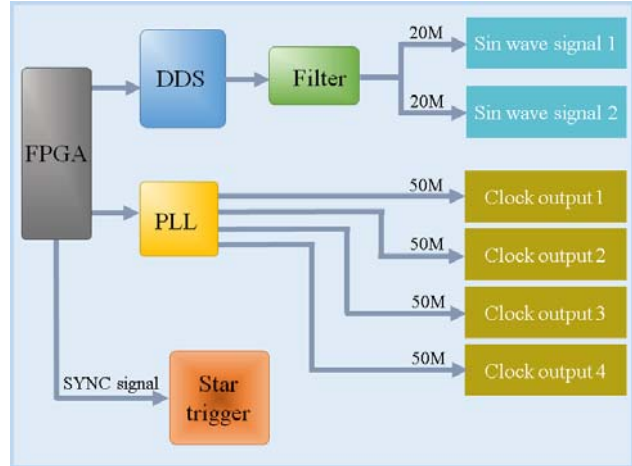 FPGA
DDS
Filter
20M
Sin wave signal 1
20M
Sin wave signal 2
PLL
50M
Clock output 1
50M
Clock output 2
50M
Clock output 3
50M
Clock output 4
SYNC signal
Star
trigger